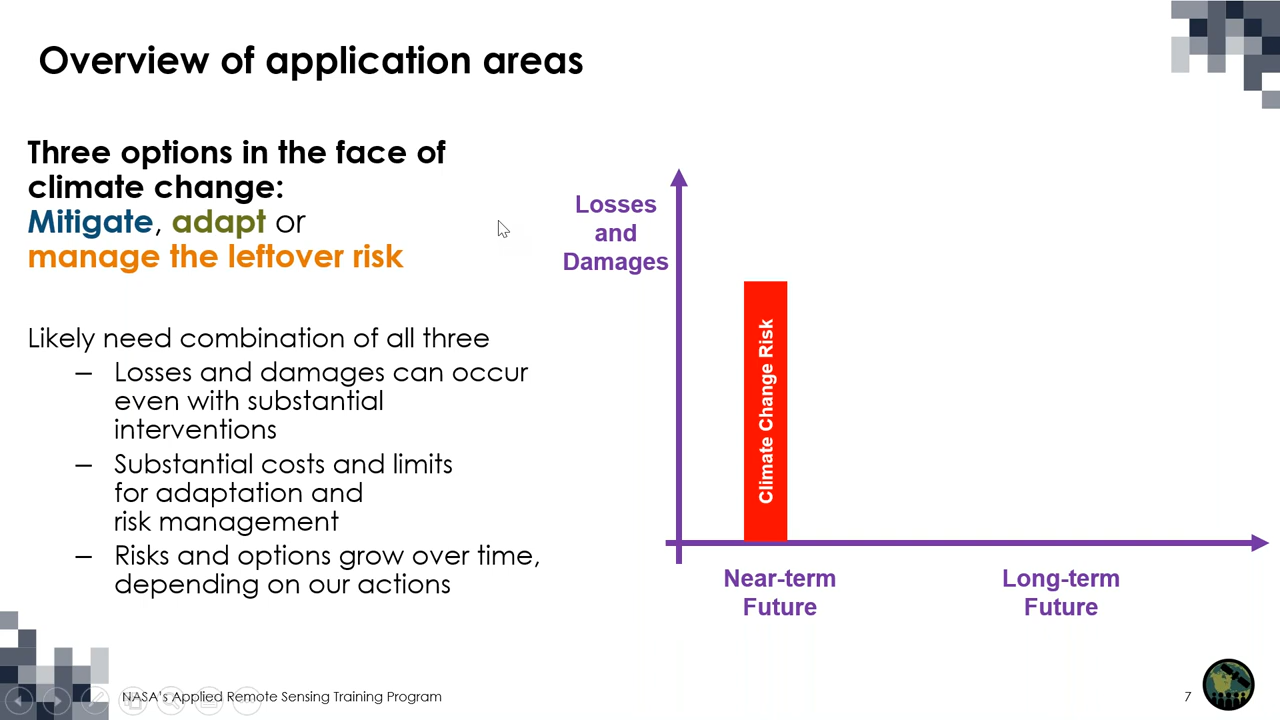 Overview of application areas
Three options in the face of
climate change:
Mitigate, adapt or
manage the leftover risk
Likely need combination of all three
– Losses and damages can occur
even with substantial
interventions
– Substantial costs and limits
for adaptation and
risk management
– Risks and options grow over time,
depending on our actions
Losses
and
Damages
Climate Change Risk
Near-term
Future
Long-term
Future
NASA's Applied Remote Sensing Training Program
7